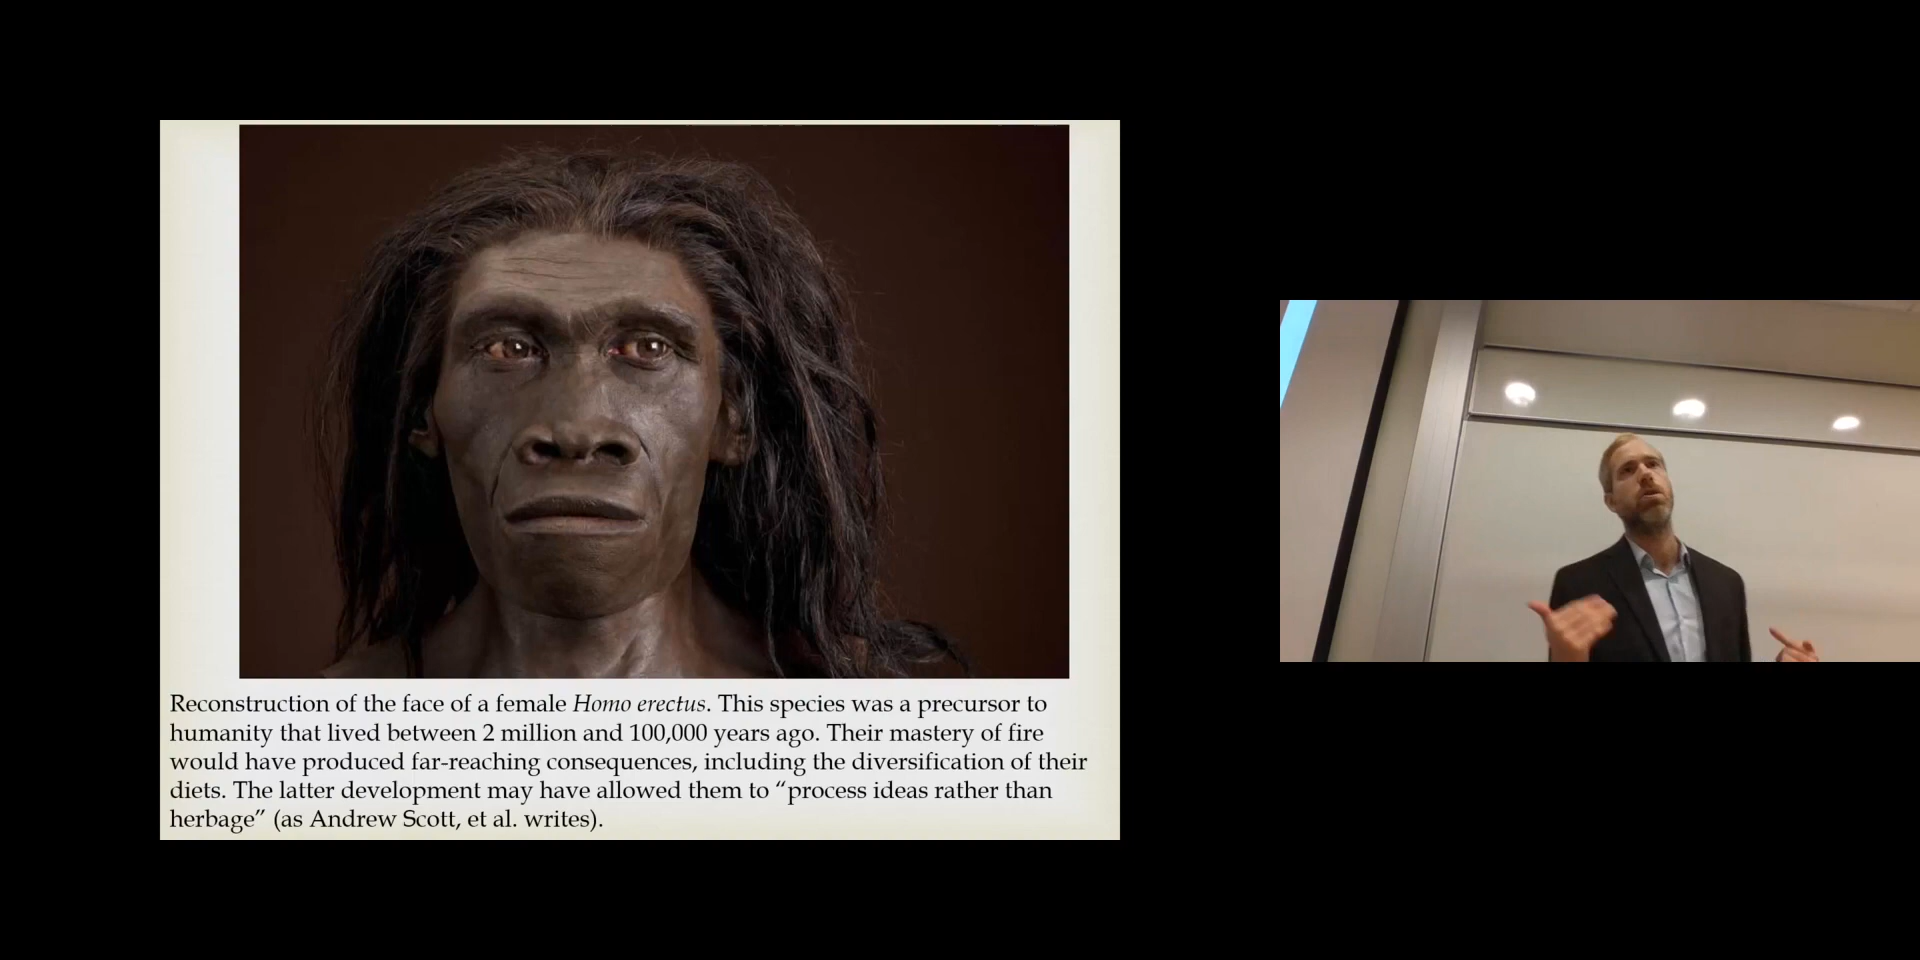 Reconstruction of the face of a female Homo erectus. This species was a precursor to
humanity that lived between 2 million and 100,000 years ago. Their mastery of fire
would have produced far-reaching consequences, including the diversification of their
diets. The latter development may have allowed them to “process ideas rather than
herbage” (as Andrew Scott, et al. writes).